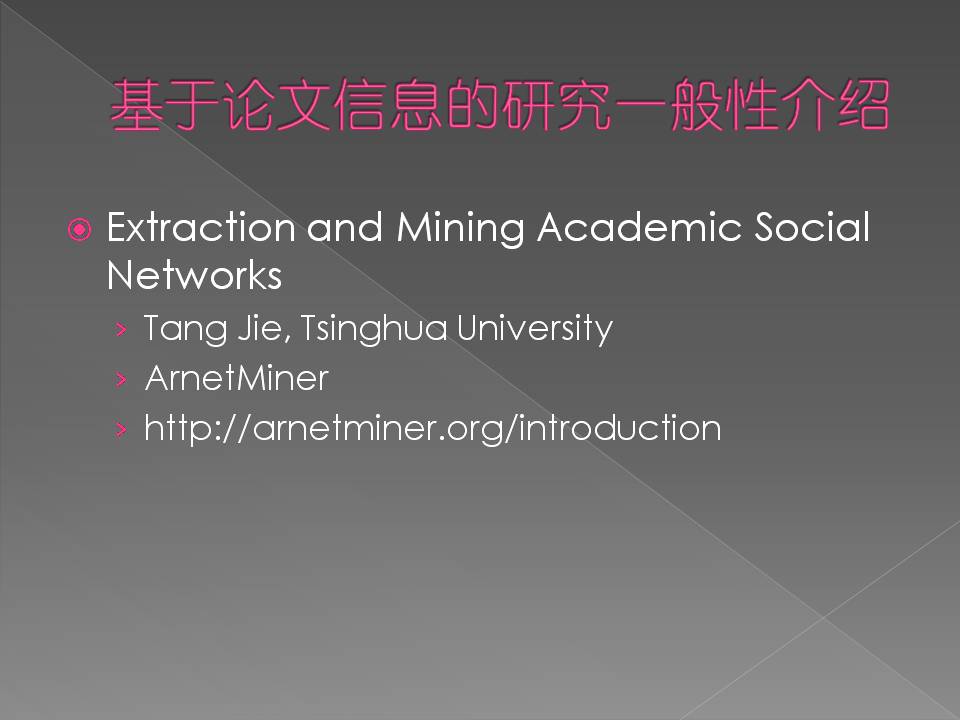 基于论文信息的研究一般性介绍
Extraction and Mining Academic Social
Networks
Tang Jie, Tsinghua University
ArnetMiner
http://arnetminer.org/introduction